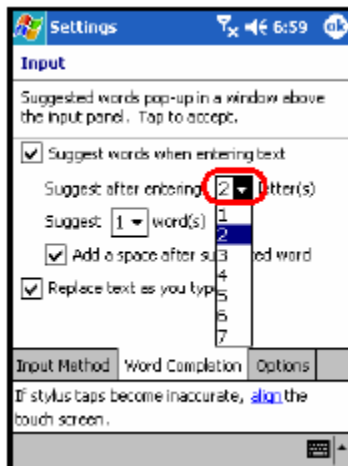 Settings 6:59 ok
Input
Suggested words pop-up in a window above
the input panel. Tap to accept.
Suggest words when entering text
Suggest after entering 2 letter(s)
1
Suggest 1 word(s)
2
Add a space after su 3 ted word
4
Replace text as you typ 5
6
7
Input Method Word Completion Options
If stylus taps become inaccurate, align the
touch screen.